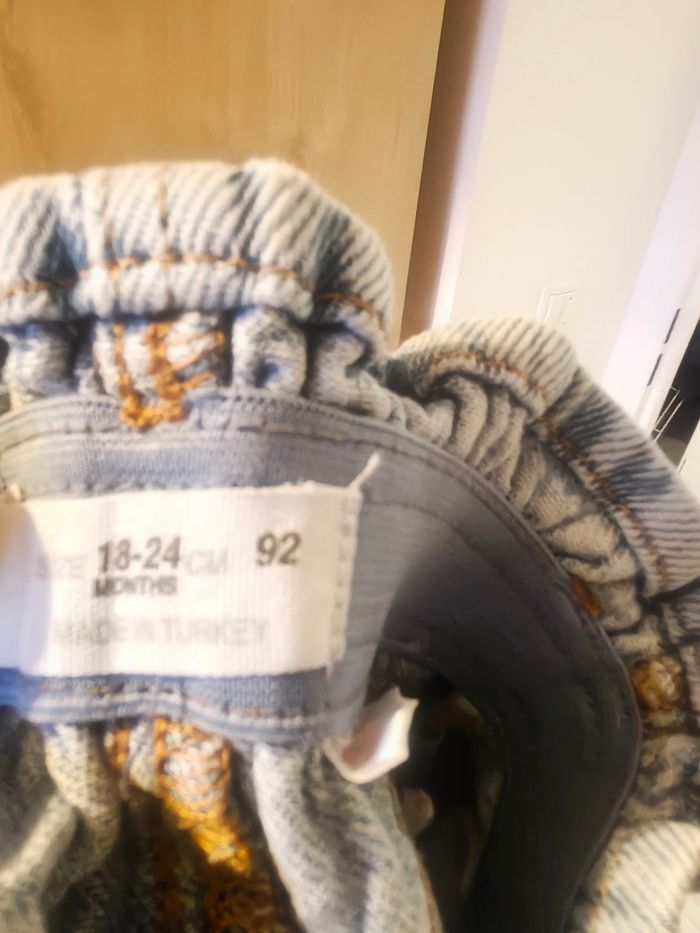 SIZE 18-24 CM 92
MONTHS
MADE IN TURKEY